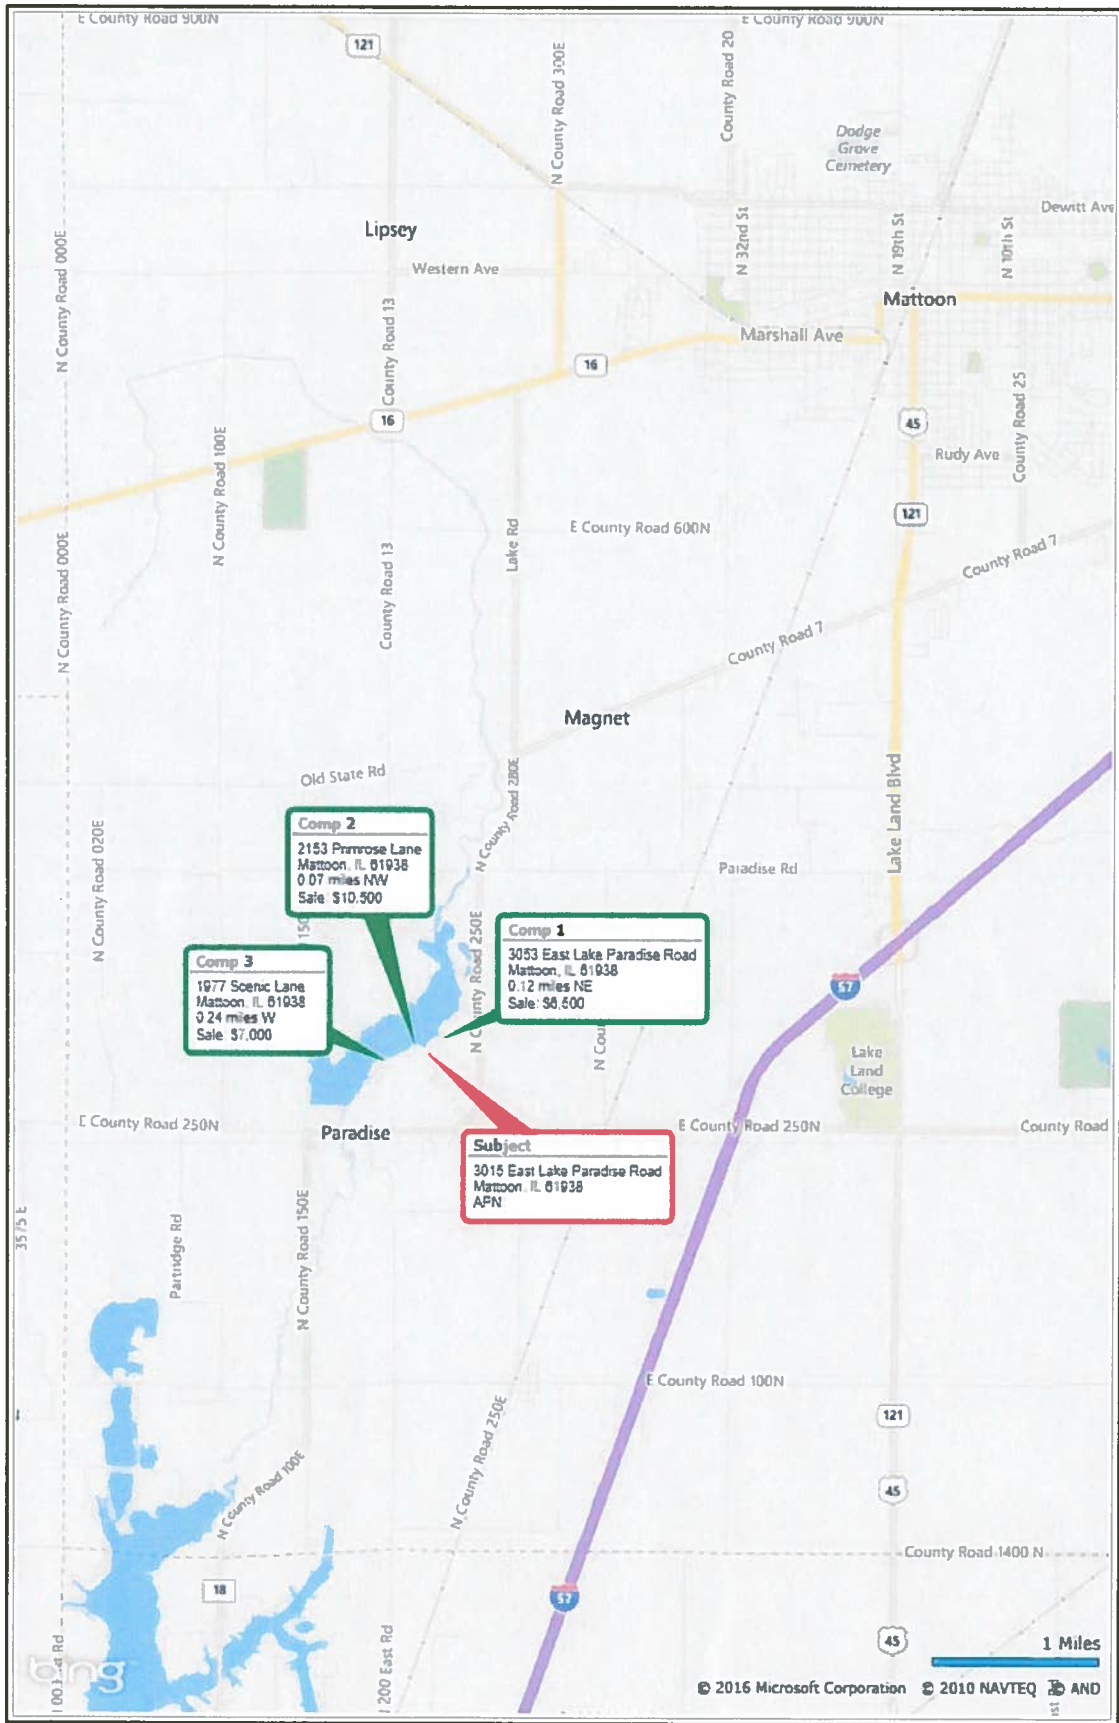 E County Road 900N
E County Road 900N
121
N County Road 300E
County Road 20
Dodge
Grove
Cemetery
Dewitt Ave
N County Road 000E
Lipsey
N 32nd St
N 19th St
N 10th St
Western Ave
County Road 13
Mattoon
Marshall Ave
16
16
County Road 25
45
N County Road 100E
Rudy Ave
121
E County Road 600N
Lake Rd
N County Road 000E
County Road 13
County Road 7
County Road 7
Magnet
Old State Rd
N County Road 280E
Lake Land Blvd
N County Road 020E
Paradise Rd
Comp 2
2153 Primrose Lane
Mattoon, IL 61938
0.07 miles NW
Sale: $10,500
150
N County Road 250E
Comp 1
3053 East Lake Paradise Road
Mattoon, IL 61938
0.12 miles NE
Comp 3
1977 Scenic Lane
Mattoon, IL 61938
0.24 miles W
Sale: $7,000
57
N Cou
Lake
Land
College
E County Road 250N
Paradise
E County Road 250N
County Road
Subject
3015 East Lake Paradise Road
Mattoon, IL 61938
APN:
3575 E
Partridge Rd
N County Road 150E
E County Road 100N
121
N County Road 250E
N County Road 100E
45
County Road 1400 N
18
57
1200 East Rd
45
1 Miles
bing
© 2016 Microsoft Corporation © 2010 NAVTEQ © AND